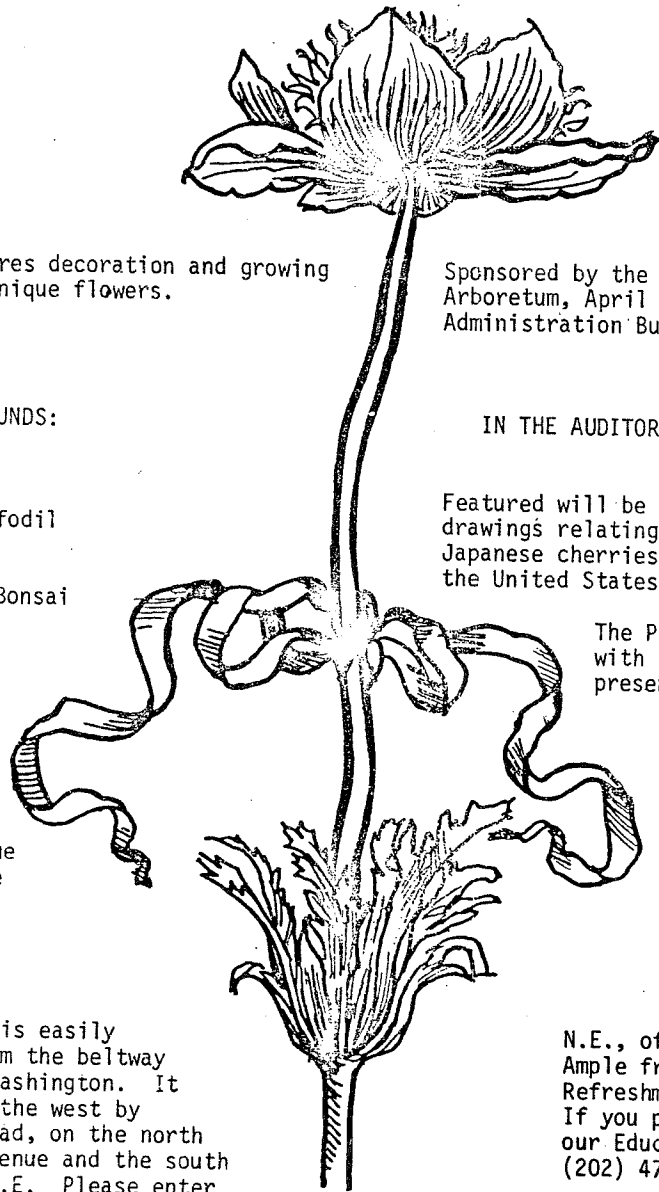 res decoration and growing
nique flowers.
UNDS:
fodil
Bonsai
ue
e
is easily
m the beltway
ashington. It
the west by
ad, on the north
enue and the south
.E. Please enter
Sponsored by the
Arboretum, April
Administration Bu
IN THE AUDITOR
Featured will be
drawings relating
Japanese cherries
the United States
The P
with
prese
N.E., of
Ample fr
Refreshm
If you p
our Educ
(202) 47